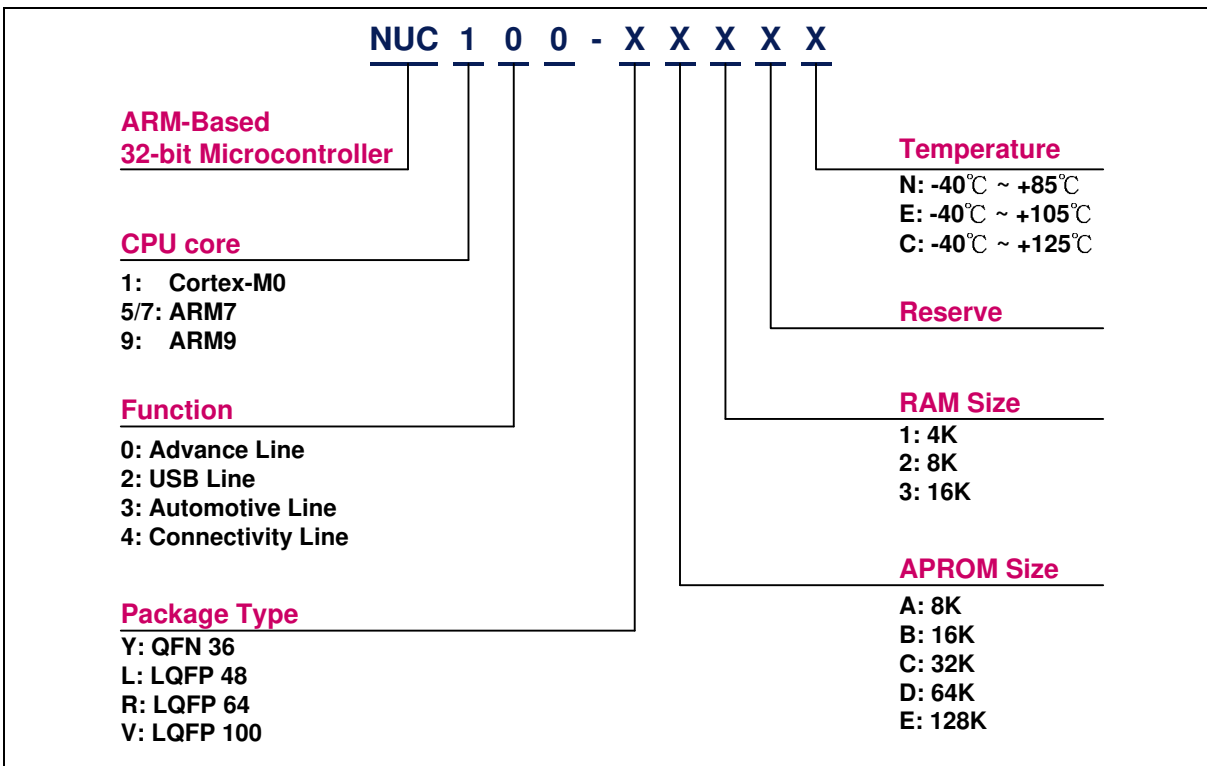 NUC 1 0 0 - X X X X X
ARM-Based
32-bit Microcontroller
CPU core
1: Cortex-M0
5/7: ARM7
9: ARM9
Function
0: Advance Line
2: USB Line
3: Automotive Line
4: Connectivity Line
Package Type
Y: QFN 36
L: LQFP 48
R: LQFP 64
V: LQFP 100
Temperature
N: -40℃ ~ +85℃
E: -40℃ ~ +105℃
C: -40℃ ~ +125℃
Reserve
RAM Size
1: 4K
2: 8K
3: 16K
APROM Size
A: 8K
B: 16K
C: 32K
D: 64K
E: 128K